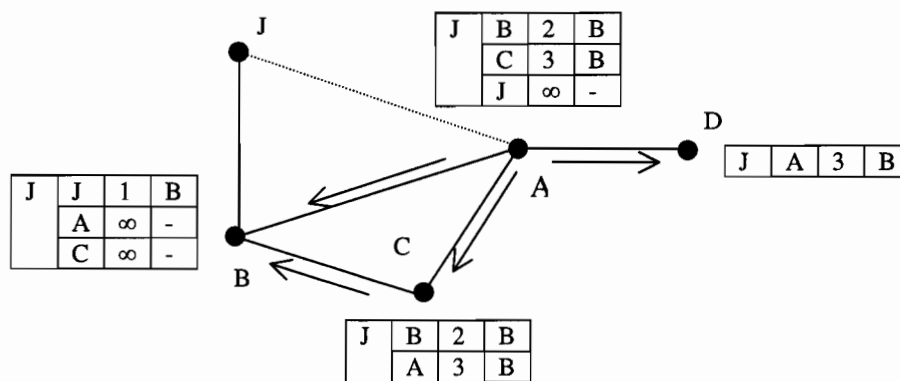 J
J B 2 B
C 3 B
J ∞ -
D
J A 3 B
A
J J 1 B
A ∞ -
C ∞ -
C
B
J B 2 B
A 3 B